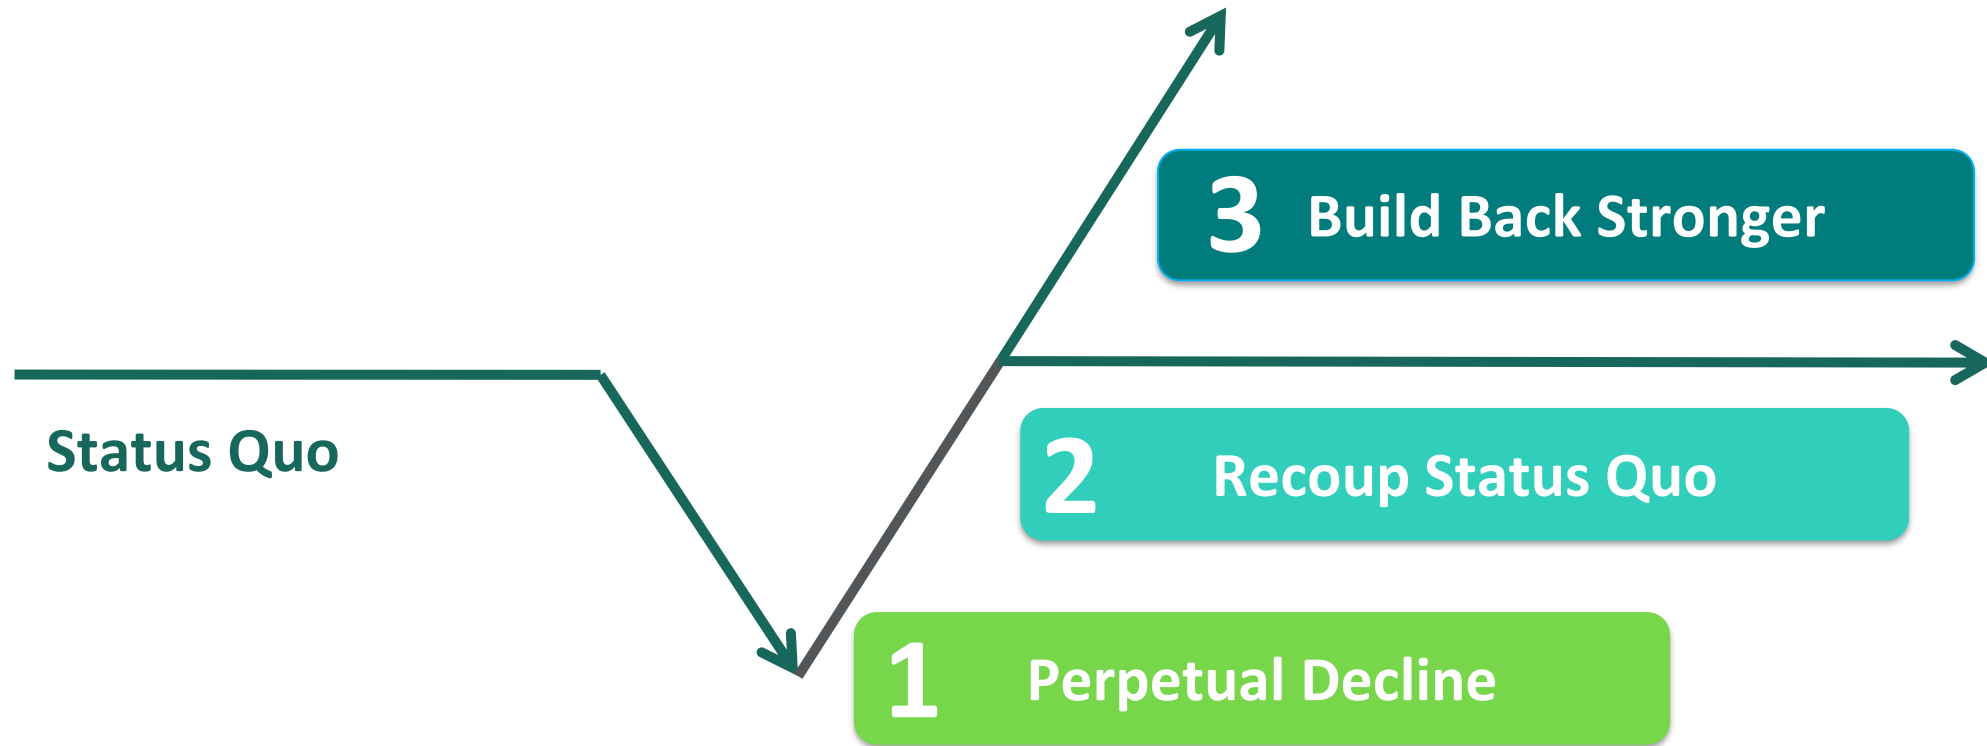 3 Build Back Stronger
Status Quo
2 Recoup Status Quo
1 Perpetual Decline